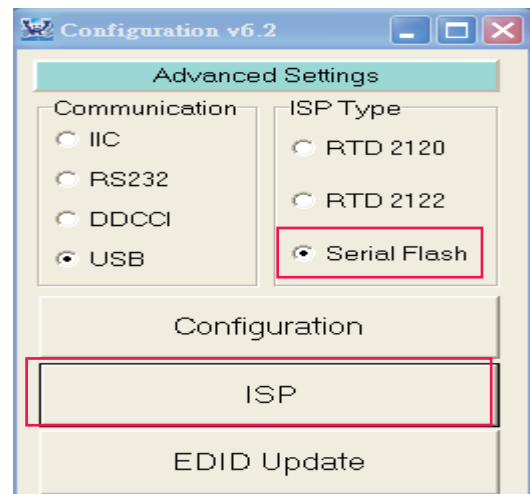 Configuration v6.2
Advanced Settings
Communication
IIC
RS232
DDCCI
USB
ISP Type
RTD 2120
RTD 2122
Serial Flash
Configuration
ISP
EDID Update